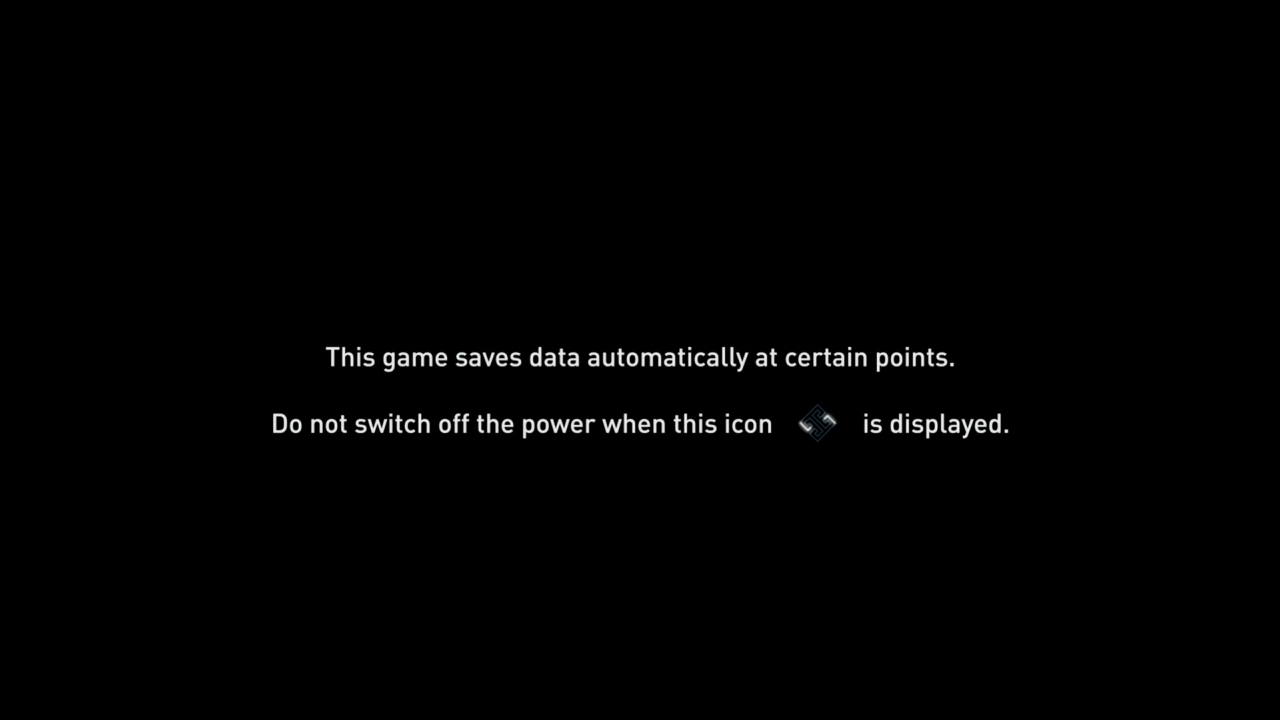 This game saves data automatically at certain points.
Do not switch off the power when this icon is displayed.